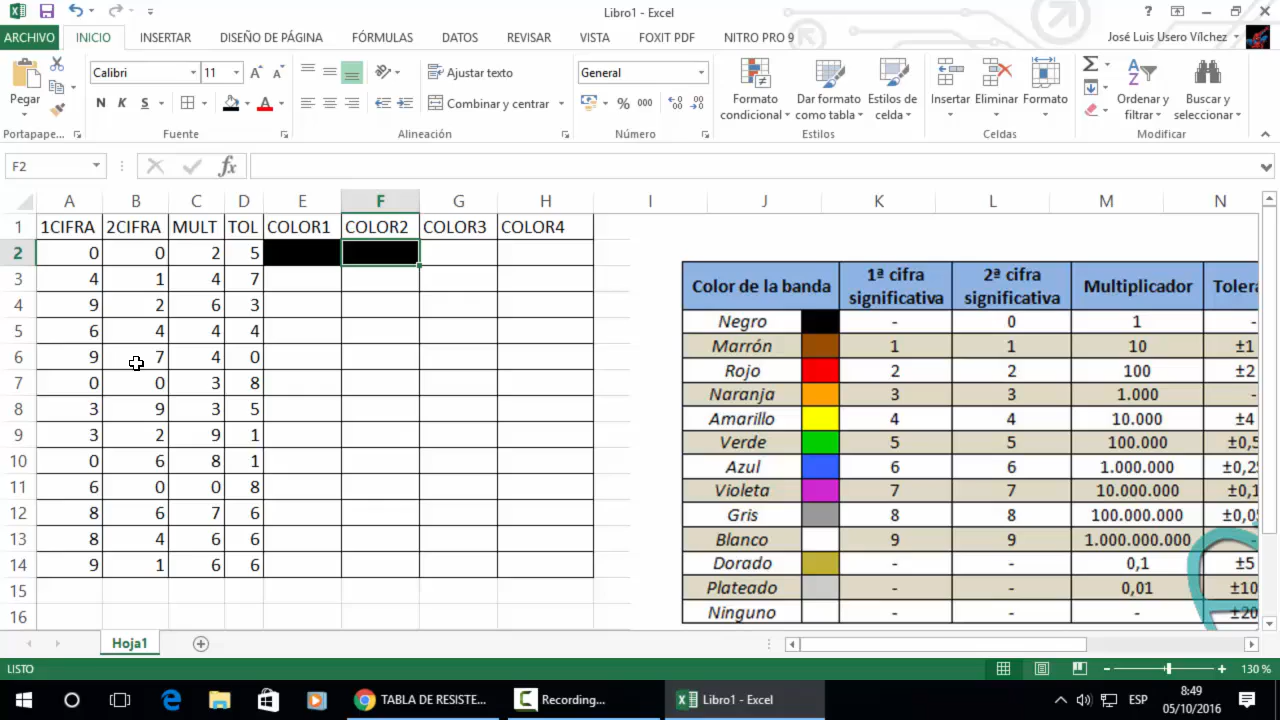 Libro1 - Excel
?
ARCHIVO INICIO INSERTAR DISEÑO DE PÁGINA FÓRMULAS DATOS REVISAR VISTA FOXIT PDF NITRO PRO 9 José Luis Usero Vílchez
Pegar
Calibri 11 A A
N K S A
Ajustar texto
Combinar y centrar
General
% 000
Formato condicional
Dar formato como tabla
Estilos de celda
Insertar Eliminar Formato
Ordenar y filtrar
Buscar y seleccionar
Portapape... Fuente Alineación Número Estilos Celdas Modificar
F2 fx
A B C D E F G H I J K L M N
1 1CIFRA 2CIFRA MULT TOL COLOR1 COLOR2 COLOR3 COLOR4
2 0 0 2 5
3 4 1 4 7
4 9 2 6 3
5 6 4 4 4
6 9 7 4 0
7 0 0 3 8
8 3 9 3 5
9 3 2 9 1
10 0 6 8 1
11 6 0 0 8
12 8 6 7 6
13 8 4 6 6
14 9 1 6 6
15
16
Color de la banda 1ª cifra significativa 2ª cifra significativa Multiplicador Tolera
Negro - 0 1 -
Marrón 1 1 10 ±1
Rojo 2 2 100 ±2
Naranja 3 3 1.000 -
Amarillo 4 4 10.000 ±4
Verde 5 5 100.000 ±0,5
Azul 6 6 1.000.000 ±0,2
Violeta 7 7 10.000.000 ±0,1
Gris 8 8 100.000.000 ±0,0
Blanco 9 9 1.000.000.000 -
Dorado - - 0,1 ±5
Plateado - - 0,01 ±10
Ninguno - - - ±20
Hoja1
LISTO 130 %
TABLA DE RESISTE... Recording... Libro1 - Excel ESP 8:49
05/10/2016